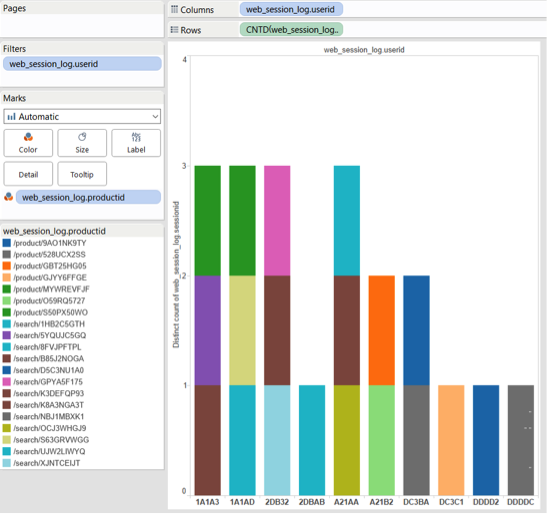 Pages
Columns
web_session_log.userid
Rows
CNTD(web_session_log..
Filters
web_session_log.userid
Marks
Automatic
Color
Size
Abc
123
Label
Detail
Tooltip
web_session_log.productid
web_session_log.productid
/product/9AO1NK9TY
/product/528UCX2SS
/product/GBT25HG05
/product/GJYY6FFGE
/product/MYWREVFJF
/product/O59RQ5727
/product/S50PX50WO
/search/1HB2C5GTH
/search/5YQUJC5GQ
/search/8FVJPFTPL
/search/B85J2NOGA
/search/D5C3NU1A0
/search/GPYA5F175
/search/K3DEFQP93
/search/K8A3NGA3T
/search/NBJ1MBXK1
/search/OCJ3WHGJ9
/search/S63GRVWGG
/search/UJW2LIWYQ
/search/XJNTCEIJT
web_session_log.userid
Distinct count of web_session_log.sessionid
4
3
2
1
0
1A1A3 1A1AD 2DB32 2DBAB A21AA A21B2 DC3BA DC3C1 DDDD2 DDDDC